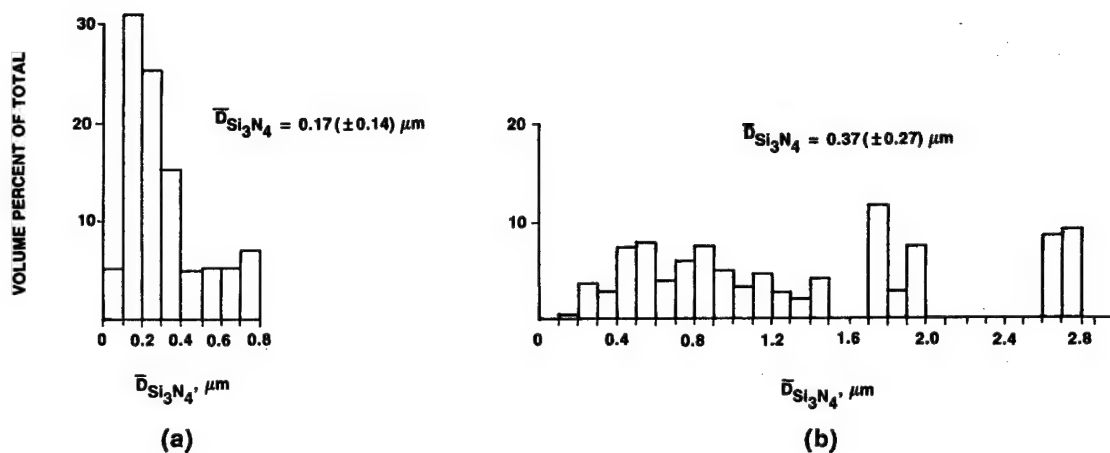 VOLUME PERCENT OF TOTAL
30
20
10
0 0.2 0.4 0.6 0.8
D̅Si3N4 = 0.17(±0.14) μm
D̅Si3N4, μm
(a)
20
10
0 0.4 0.8 1.2 1.6 2.0 2.4 2.8
D̅Si3N4 = 0.37(±0.27) μm
D̅Si3N4, μm
(b)